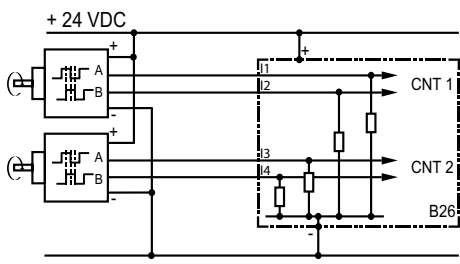 + 24 VDC
+
+
A
I1
CNT 1
B
I2
-
+
A
I3
CNT 2
B
I4
-
B26
-